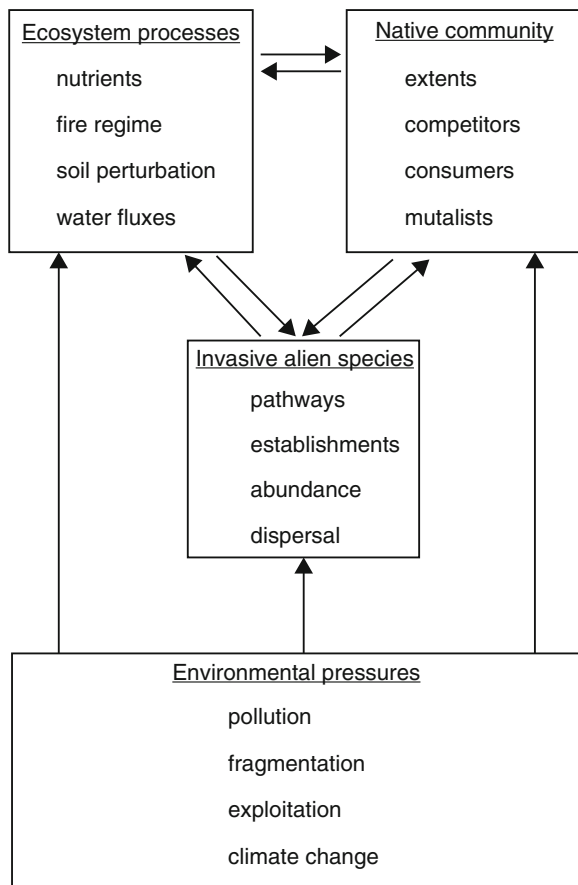 Ecosystem processes
nutrients
fire regime
soil perturbation
water fluxes
Native community
extents
competitors
consumers
mutalists
Invasive alien species
pathways
establishments
abundance
dispersal
Environmental pressures
pollution
fragmentation
exploitation
climate change